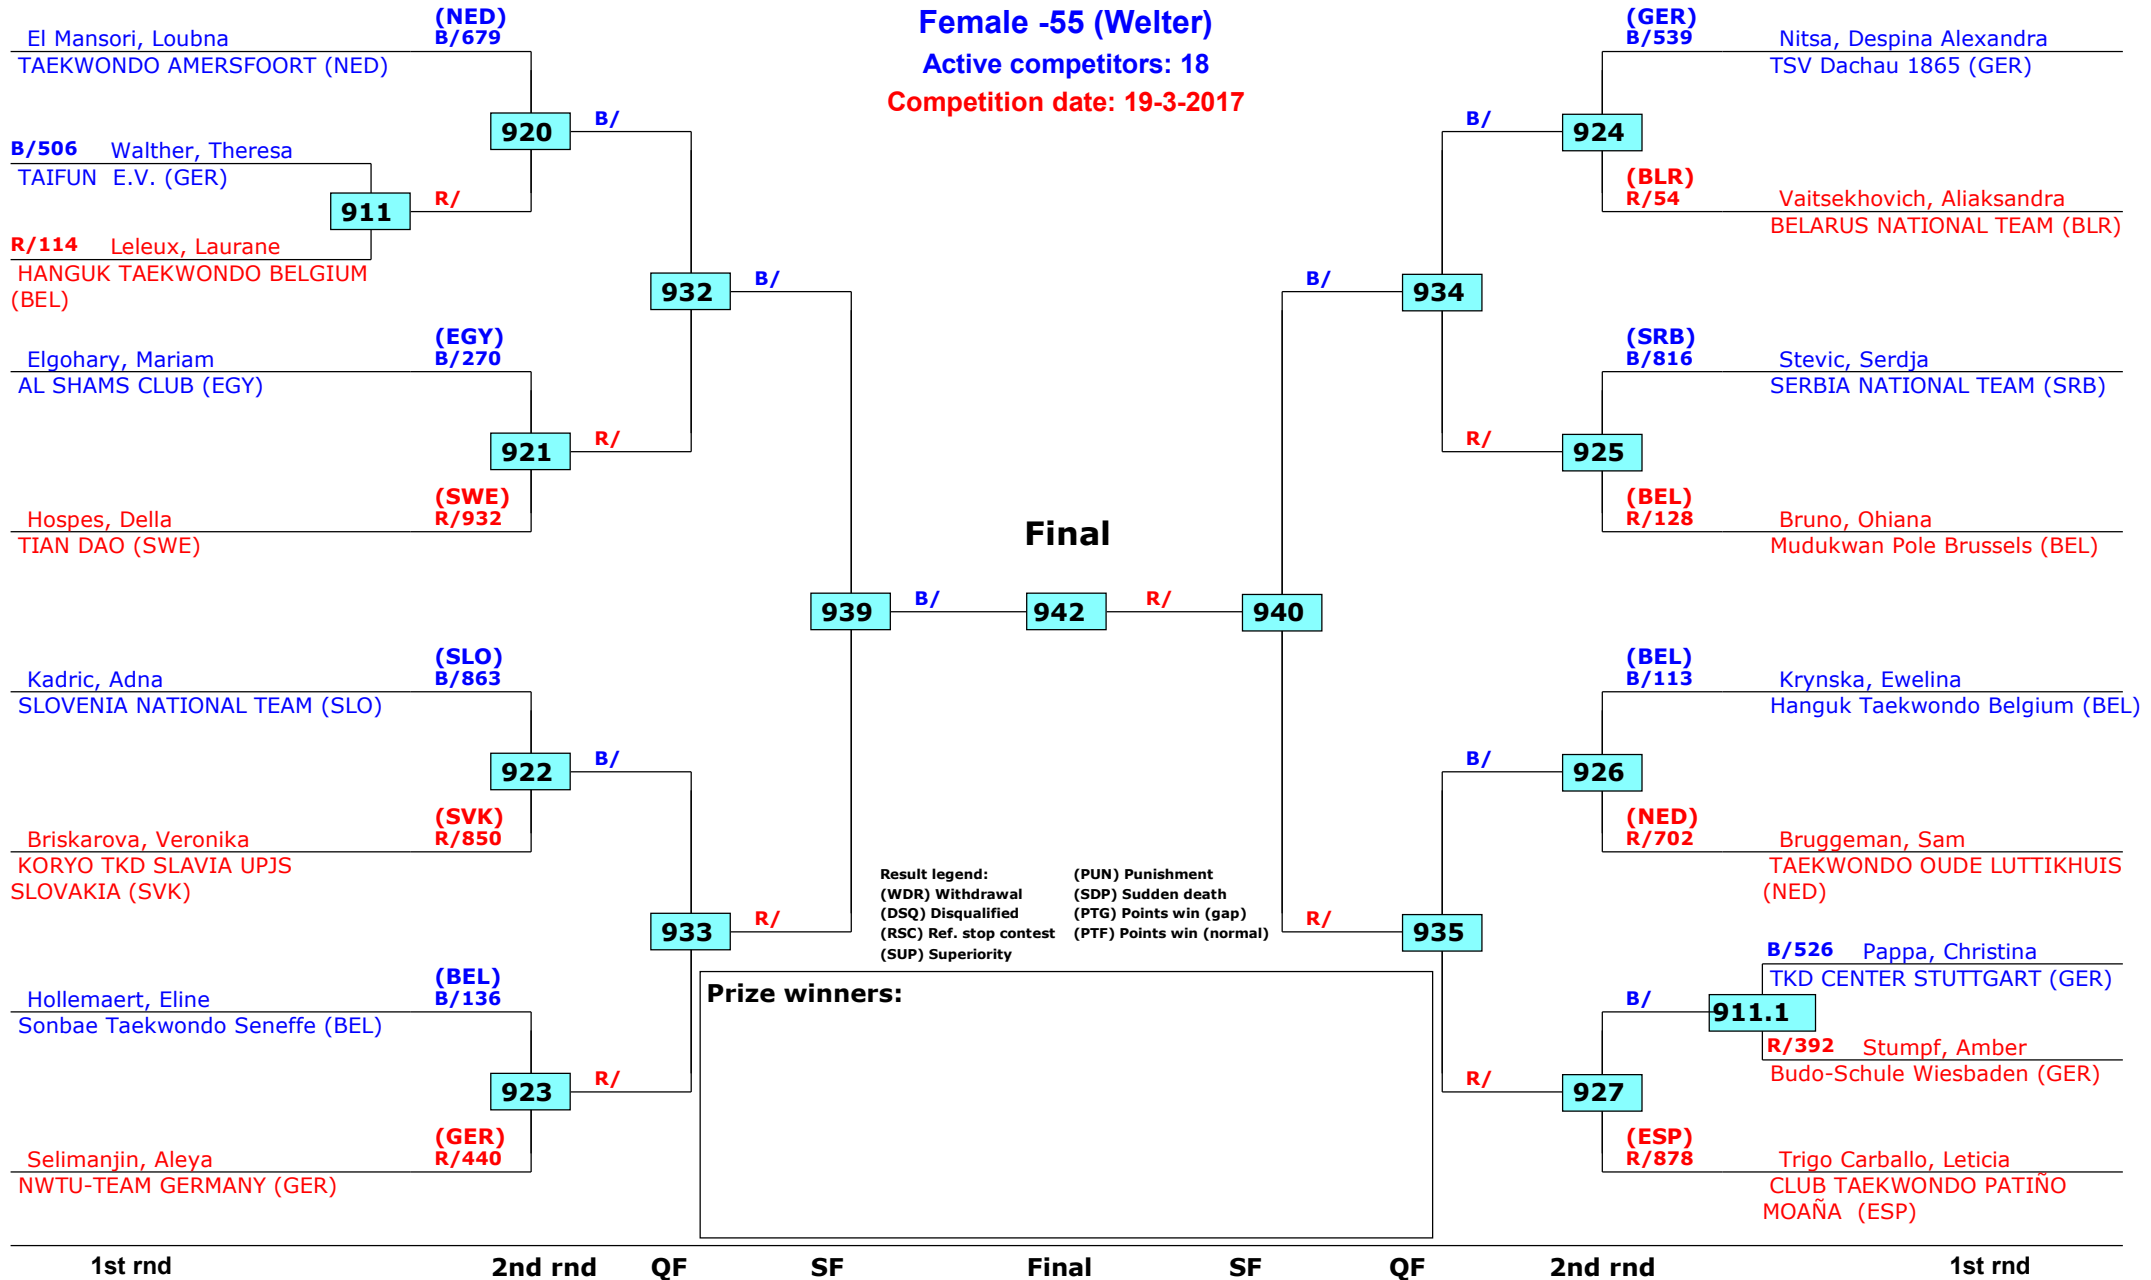 Female -55 (Welter)
Active competitors: 18
Competition date: 19-3-2017
(NED)
El Mansori, Loubna B/679
TAEKWONDO AMERSFOORT (NED)
920
B/
B/506 Walther, Theresa
TAIFUN E.V. (GER)
911
R/
R/114 Leleux, Laurane
HANGUK TAEKWONDO BELGIUM
(BEL)
932
B/
(EGY)
Elgohary, Mariam B/270
AL SHAMS CLUB (EGY)
921
R/
(SWE)
Hospes, Della R/932
TIAN DAO (SWE)
939
B/
(SLO)
Kadric, Adna B/863
SLOVENIA NATIONAL TEAM (SLO)
922
B/
(SVK)
Briskarova, Veronika R/850
KORYO TKD SLAVIA UPJS
SLOVAKIA (SVK)
933
R/
(BEL)
Hollemaert, Eline B/136
Sonbae Taekwondo Seneffe (BEL)
923
R/
(GER)
Selimanjin, Aleya R/440
NWTU-TEAM GERMANY (GER)
Final
942
R/
940
(GER)
B/539 Nitsa, Despina Alexandra
TSV Dachau 1865 (GER)
B/
924
(BLR)
R/54 Vaitsekhovich, Aliaksandra
BELARUS NATIONAL TEAM (BLR)
B/
934
(SRB)
B/816 Stevic, Serdja
SERBIA NATIONAL TEAM (SRB)
R/
925
(BEL)
R/128 Bruno, Ohiana
Mudukwan Pole Brussels (BEL)
(BEL)
B/113 Krynska, Ewelina
Hanguk Taekwondo Belgium (BEL)
B/
926
(NED)
R/702 Bruggeman, Sam
TAEKWONDO OUDE LUTTIKHUIS
(NED)
R/
935
B/526 Pappa, Christina
TKD CENTER STUTTGART (GER)
B/
911.1
R/392 Stumpf, Amber
Budo-Schule Wiesbaden (GER)
R/
927
(ESP)
R/878 Trigo Carballo, Leticia
CLUB TAEKWONDO PATIÑO
MOAÑA (ESP)
Result legend: (PUN) Punishment
(WDR) Withdrawal (SDP) Sudden death
(DSQ) Disqualified (PTG) Points win (gap)
(RSC) Ref. stop contest (PTF) Points win (normal)
(SUP) Superiority
Prize winners:
1st rnd 2nd rnd QF SF Final SF QF 2nd rnd 1st rnd